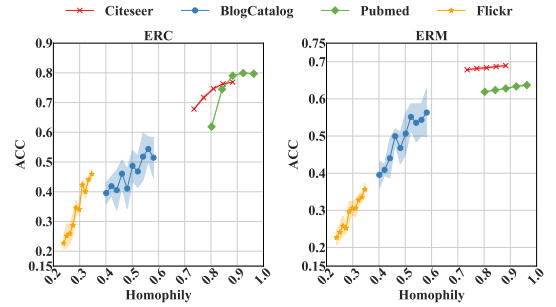 Citeseer BlogCatalog Pubmed Flickr
ERC ERM
0.9 0.75
0.8 0.7
0.7
0.6 0.6
0.5 0.5
0.4 0.4
0.3 0.3
0.2 0.2
0.15 0.15
ACC ACC
0.2 0.3 0.4 0.5 0.6 0.7 0.8 0.9 1.0 0.2 0.3 0.4 0.5 0.6 0.7 0.8 0.9 1.0
Homophily Homophily